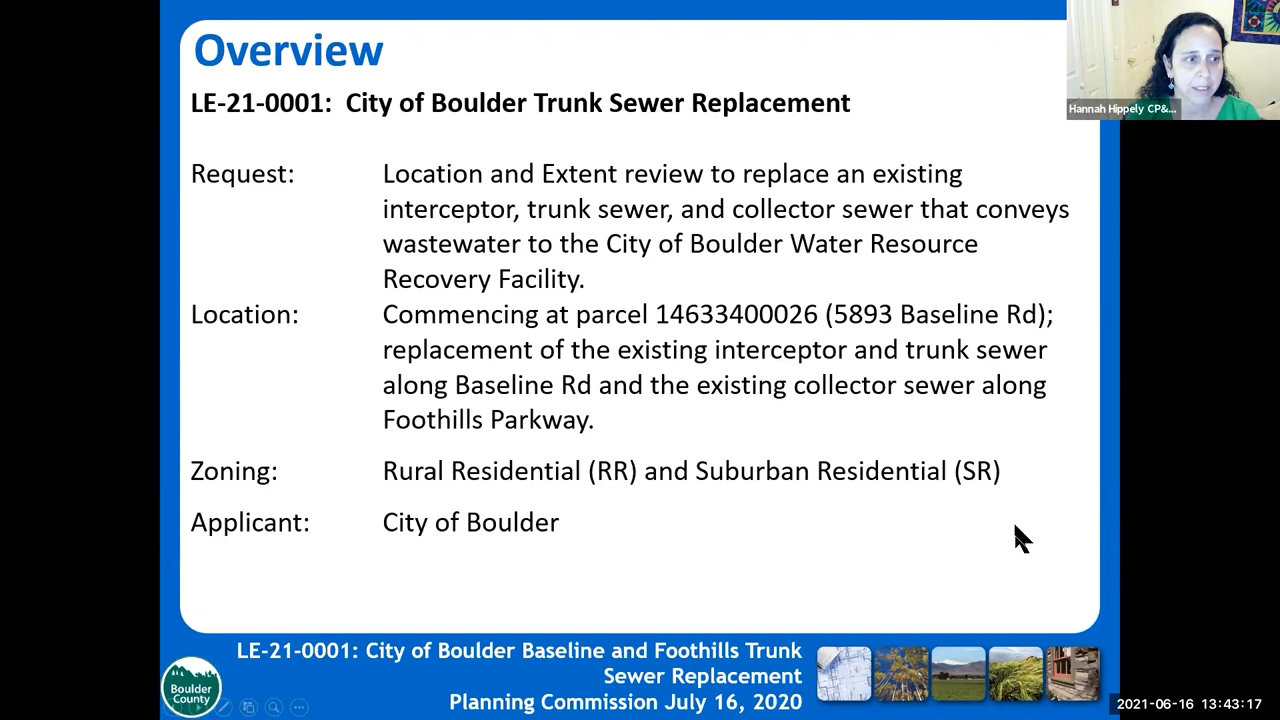 Overview
LE-21-0001: City of Boulder Trunk Sewer Replacement
Request: Location and Extent review to replace an existing
interceptor, trunk sewer, and collector sewer that conveys
wastewater to the City of Boulder Water Resource
Recovery Facility.
Location: Commencing at parcel 14633400026 (5893 Baseline Rd);
replacement of the existing interceptor and trunk sewer
along Baseline Rd and the existing collector sewer along
Foothills Parkway.
Zoning: Rural Residential (RR) and Suburban Residential (SR)
Applicant: City of Boulder
Hannah Hippely CP&...
LE-21-0001: City of Boulder Baseline and Foothills Trunk
Sewer Replacement
Planning Commission July 16, 2020
Boulder
County
2021-06-16 13:43:17